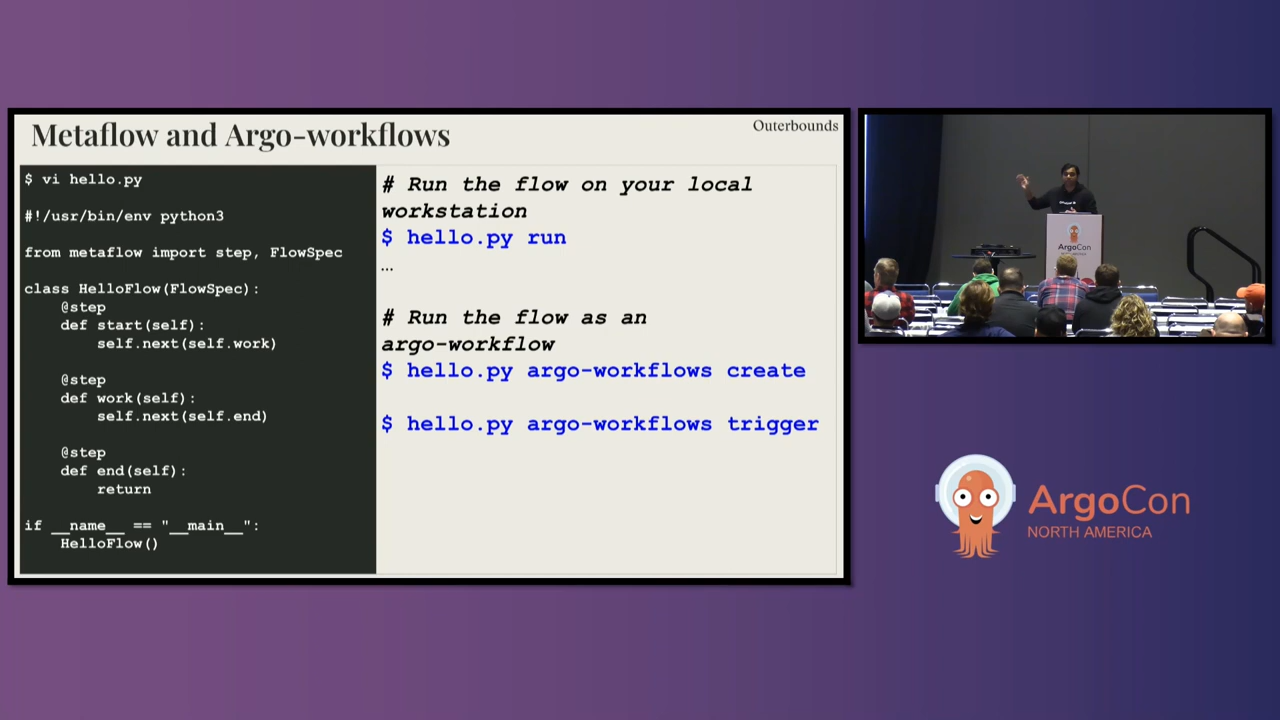 Metaflow and Argo-workflows
Outerbounds
$ vi hello.py
#!/usr/bin/env python3
from metaflow import step, FlowSpec
class HelloFlow(FlowSpec):
@step
def start(self):
self.next(self.work)
@step
def work(self):
self.next(self.end)
@step
def end(self):
return
if __name__ == "__main__":
HelloFlow()
# Run the flow on your local
workstation
$ hello.py run
…
# Run the flow as an
argo-workflow
$ hello.py argo-workflows create
$ hello.py argo-workflows trigger
ArgoCon
ArgoCon
NORTH AMERICA